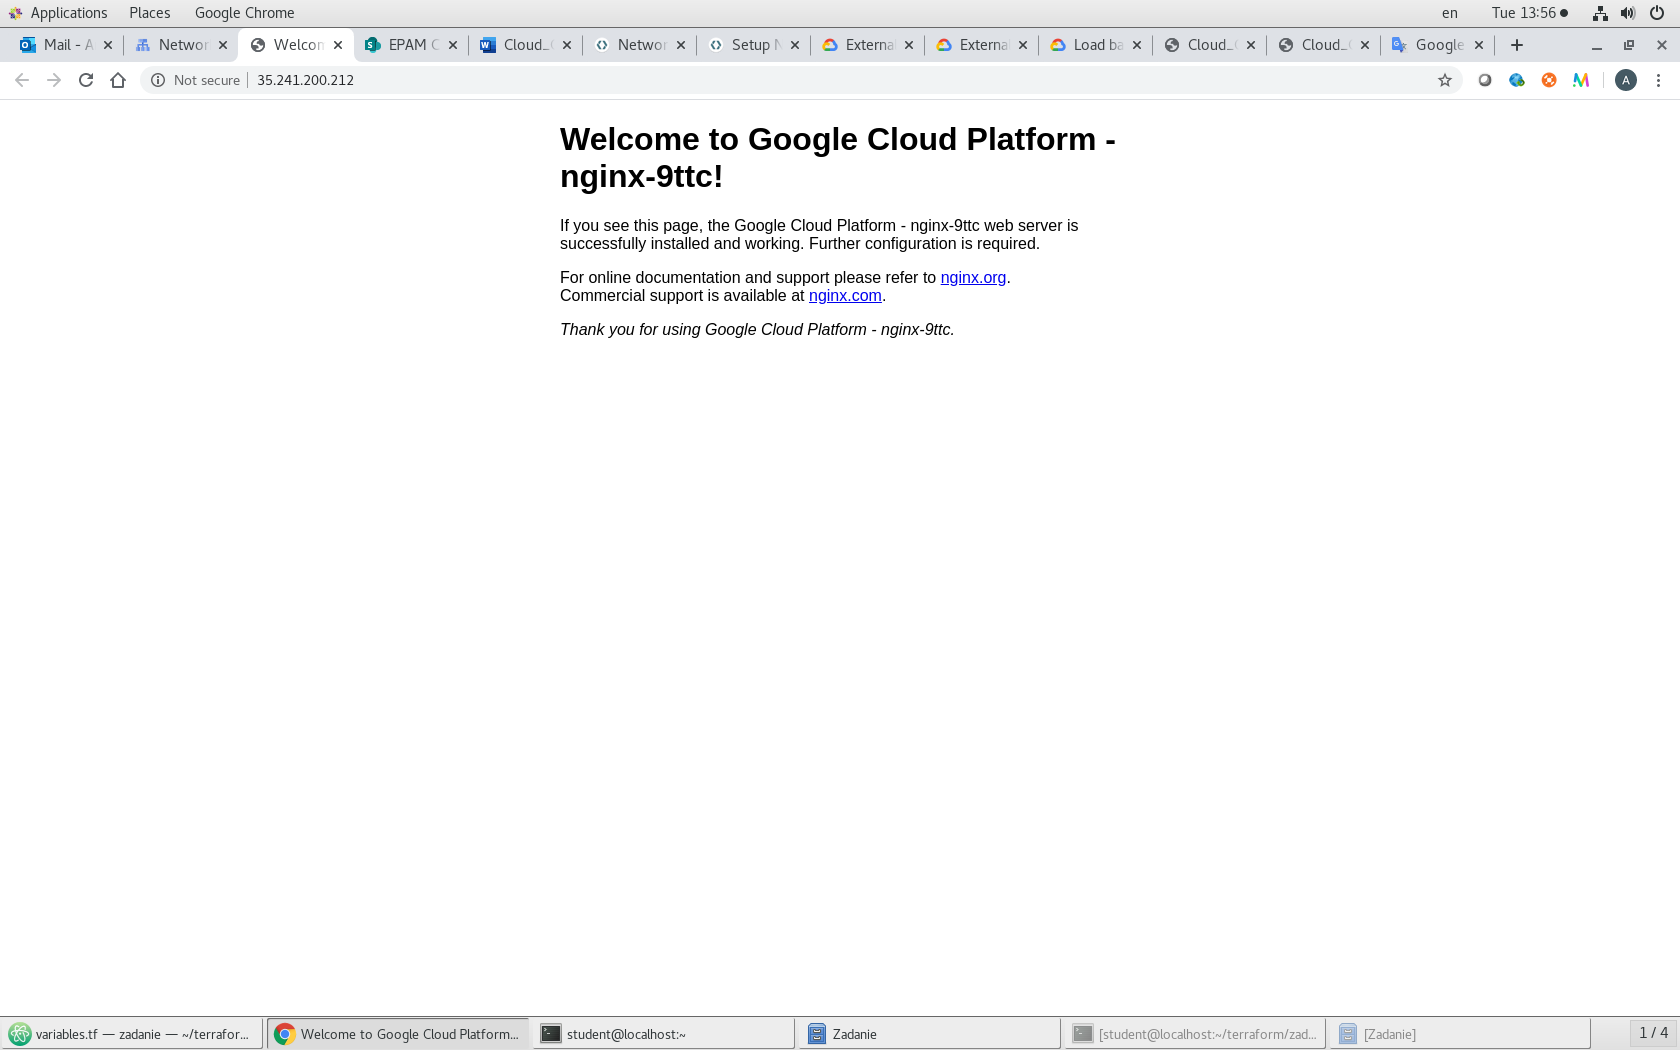 Applications Places Google Chrome en Tue 13:56
Mail - A Networ Welcon EPAM C Cloud_ Networ Setup N External External Load ba Cloud_ Cloud_ Google
Not secure 35.241.200.212 A
Welcome to Google Cloud Platform -
nginx-9ttc!
If you see this page, the Google Cloud Platform - nginx-9ttc web server is
successfully installed and working. Further configuration is required.
For online documentation and support please refer to nginx.org.
Commercial support is available at nginx.com.
Thank you for using Google Cloud Platform - nginx-9ttc.
variables.tf — zadanie — ~/terrafor... Welcome to Google Cloud Platform... student@localhost:~ Zadanie [student@localhost:~/terraform/zad... [Zadanie] 1 / 4